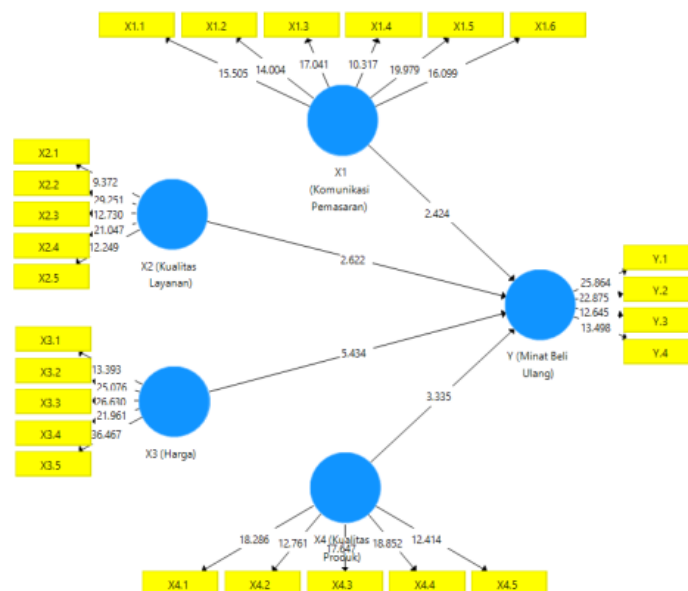 X1.1 X1.2 X1.3 X1.4 X1.5 X1.6
15.505 14.004 17.041 10.317 19.979 16.099
X1
(Komunikasi
Pemasaran)
X2.1
X2.2
X2.3
X2.4
X2.5
9.372
29.251
12.730
21.047
12.249
X2 (Kualitas
Layanan)
2.424
2.622
5.434
3.335
X3.1
X3.2
X3.3
X3.4
X3.5
13.393
25.076
26.630
21.961
36.467
X3 (Harga)
25.864
22.875
12.645
13.498
Y.1
Y.2
Y.3
Y.4
Y (Minat Beli
Ulang)
X4 (Kualitas
Produk)
18.286 12.761 17.647 18.852 12.414
X4.1 X4.2 X4.3 X4.4 X4.5